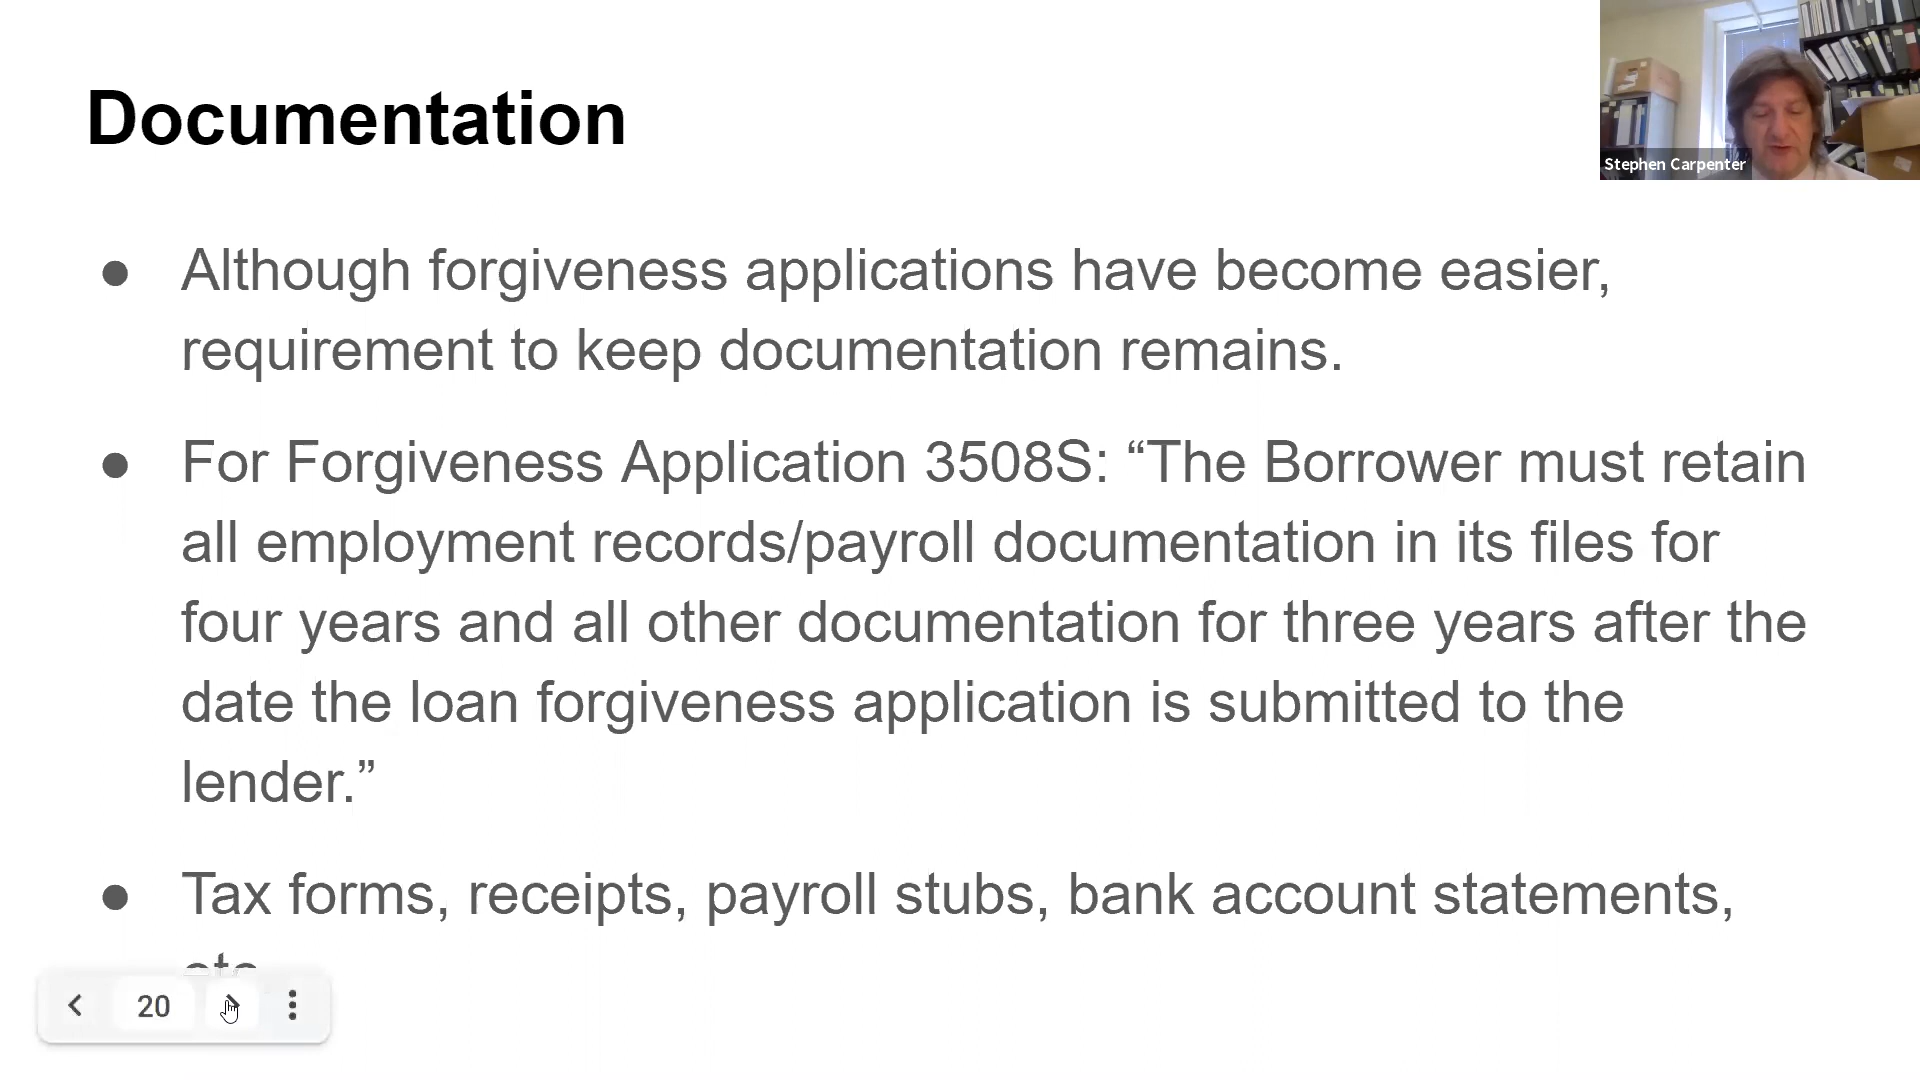 Documentation
Stephen Carpenter
● Although forgiveness applications have become easier,
requirement to keep documentation remains.
● For Forgiveness Application 3508S: “The Borrower must retain
all employment records/payroll documentation in its files for
four years and all other documentation for three years after the
date the loan forgiveness application is submitted to the
lender.”
● Tax forms, receipts, payroll stubs, bank account statements,
20